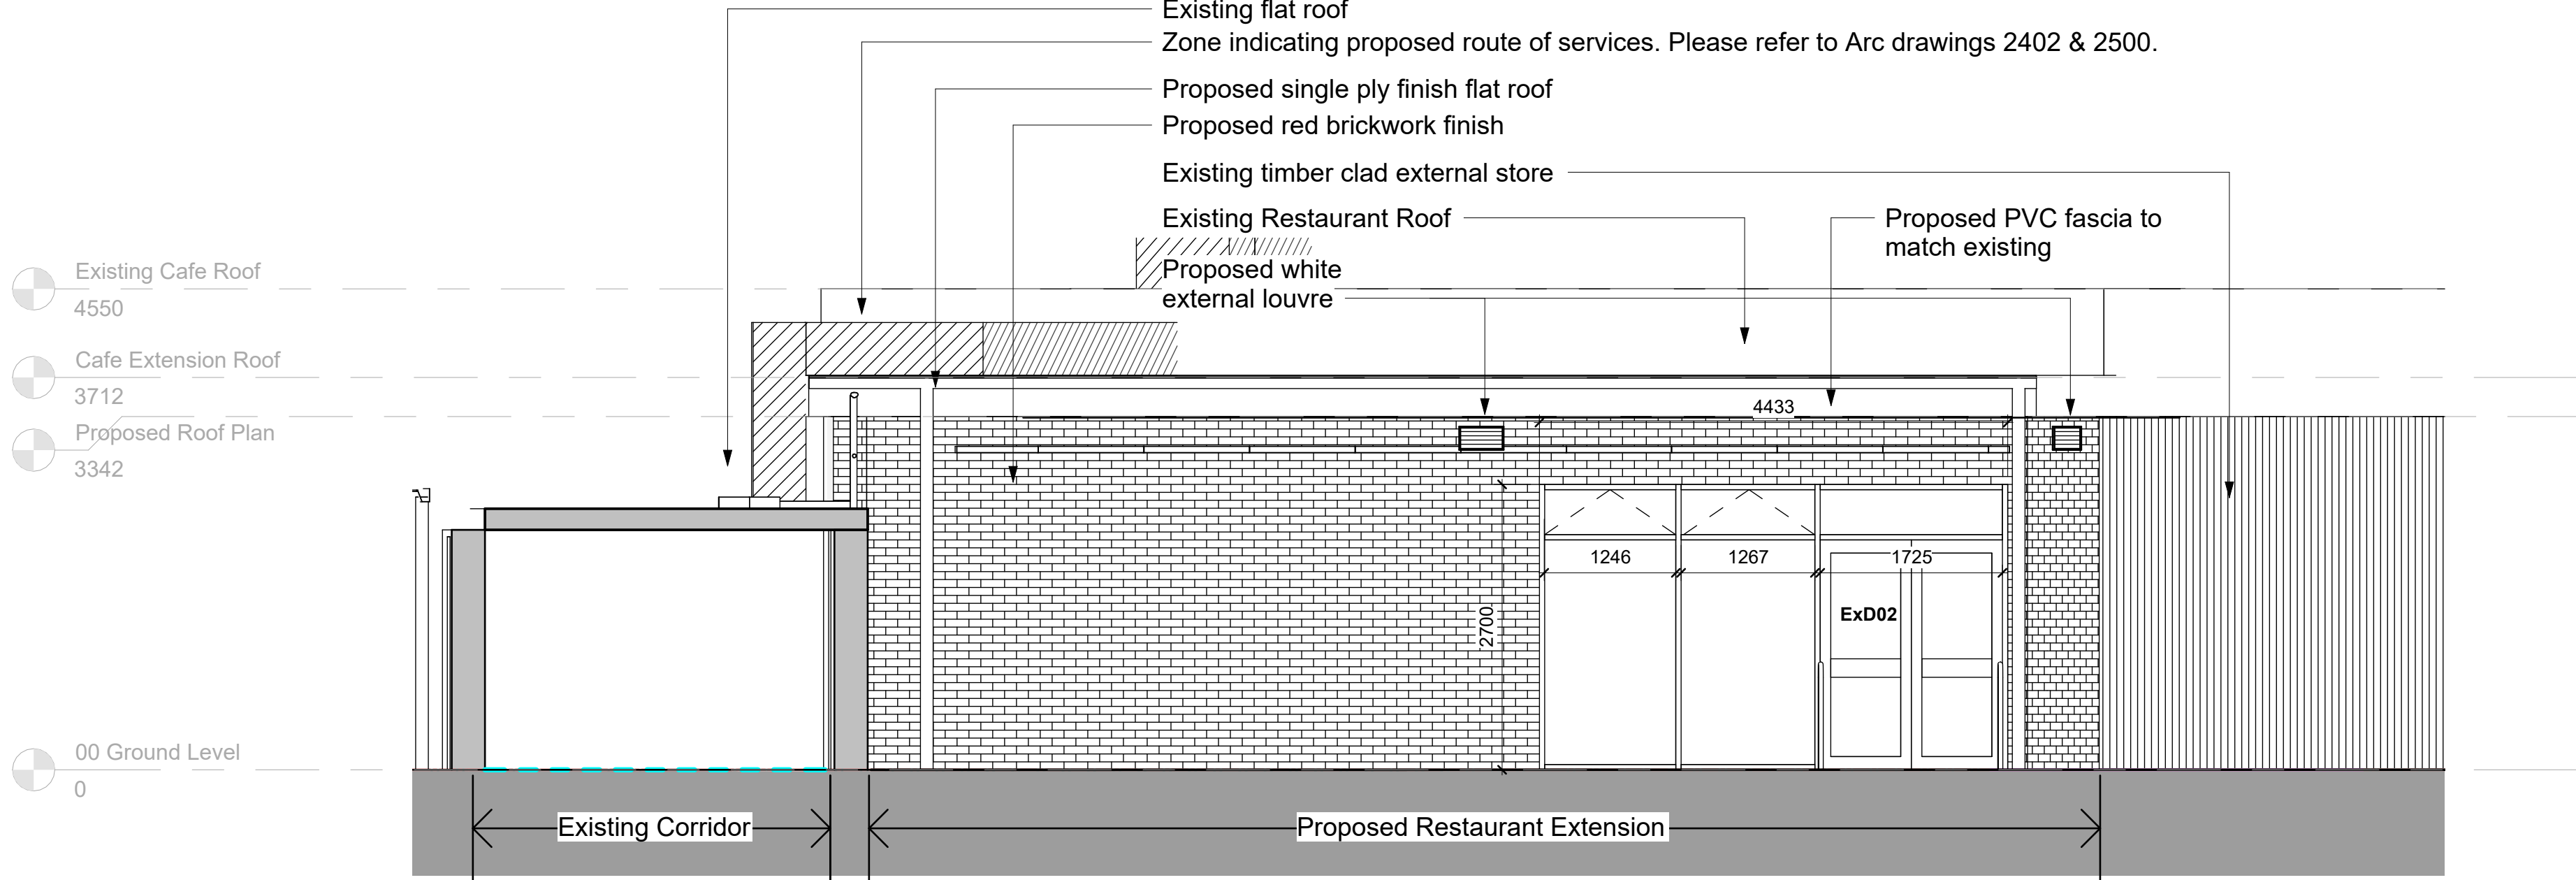 Existing flat roof
Zone indicating proposed route of services. Please refer to Arc drawings 2402 & 2500.
Proposed single ply finish flat roof
Proposed red brickwork finish
Existing timber clad external store
Existing Restaurant Roof
Proposed PVC fascia to
match existing
Proposed white
external louvre
Existing Cafe Roof
4550
Cafe Extension Roof
3712
Proposed Roof Plan
3342
4433
1246
1267
1725
2700
ExD02
00 Ground Level
0
Existing Corridor
Proposed Restaurant Extension